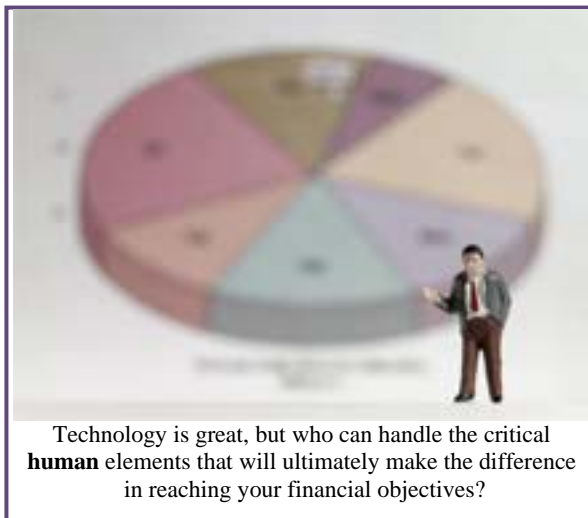 Technology is great, but who can handle the critical
human elements that will ultimately make the difference
in reaching your financial objectives?